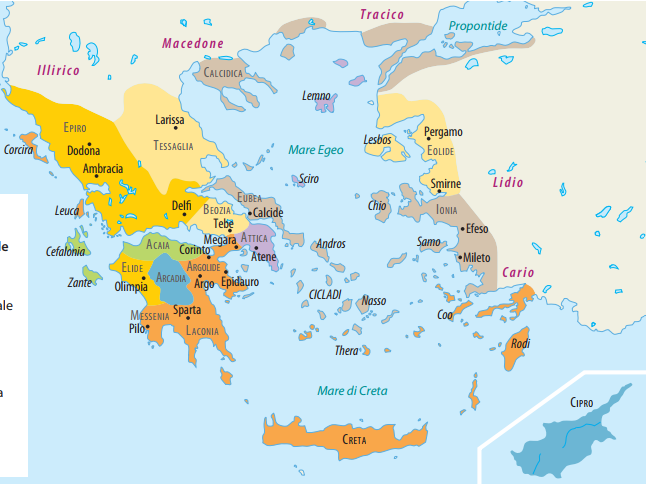 Tracico
Propontide
Macedone
Illirico
CALCIDICA
Lemno
Larissa
EPIRO
TESSAGLIA
Corcira
Dodona
Ambracia
Mare Egeo
Lesbos
Pergamo
EOLIDE
Sciro
Smirne
Lidio
Leuca
Delfi
BEOZIA
EUBEA
Calcide
Chio
IONIA
Tebe
Efeso
Megara
ATTICA
Atene
Andros
Samo
Mileto
Cefalonia
ACAIA
Corinto
ELIDE
ARGOLIDE
Cario
Zante
Olimpia
ARCADIA
Argo
Epidauro
CICLADI
Nasso
Coo
MESSENIA
Sparta
Pilo
LACONIA
Thera
Rodi
Mare di Creta
CRETA
CIPRO